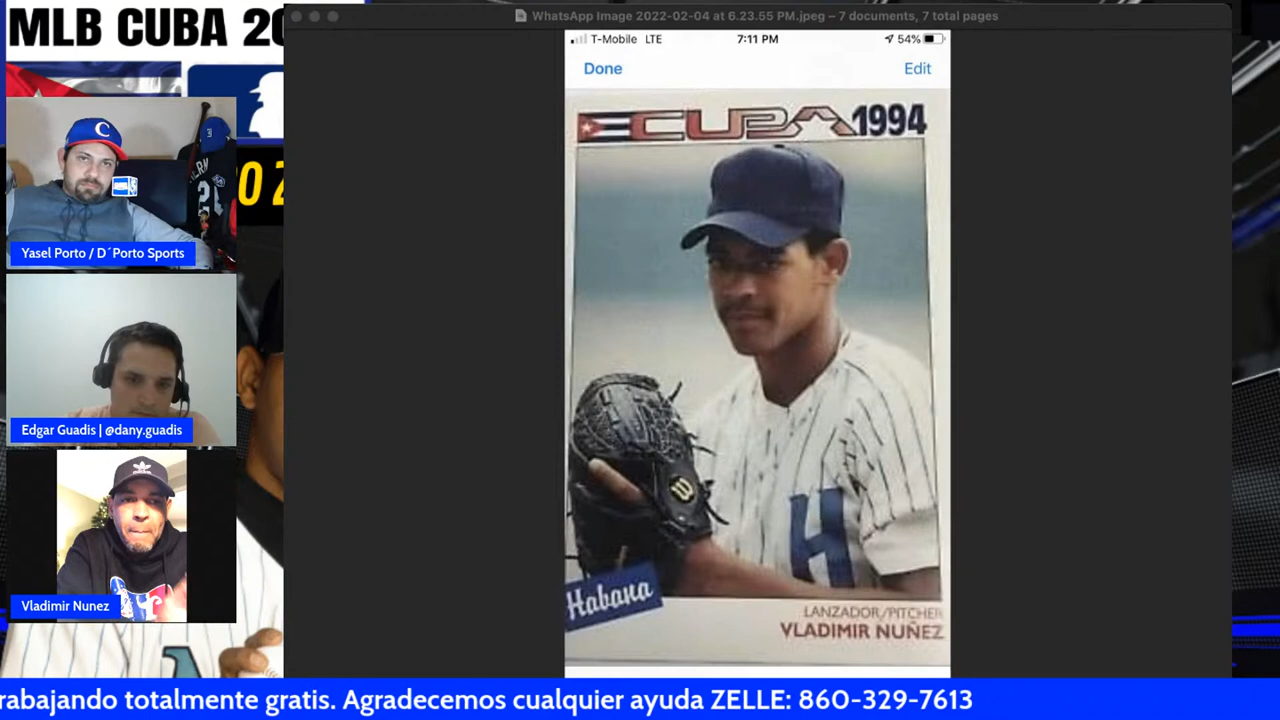 MLB CUBA 20
WhatsApp Image 2022-02-04 at 6.23.55 PM.jpeg – 7 documents, 7 total pages
T-Mobile LTE
7:11 PM
54%
Done
Edit
CUBA 1994
C
Yasel Porto / D´Porto Sports
02
Edgar Guadis | @dany.guadis
H
Habana
LANZADOR/PITCHER
VLADIMIR NUÑEZ
Vladimir Nunez
rabajando totalmente gratis. Agradecemos cualquier ayuda ZELLE: 860-329-7613